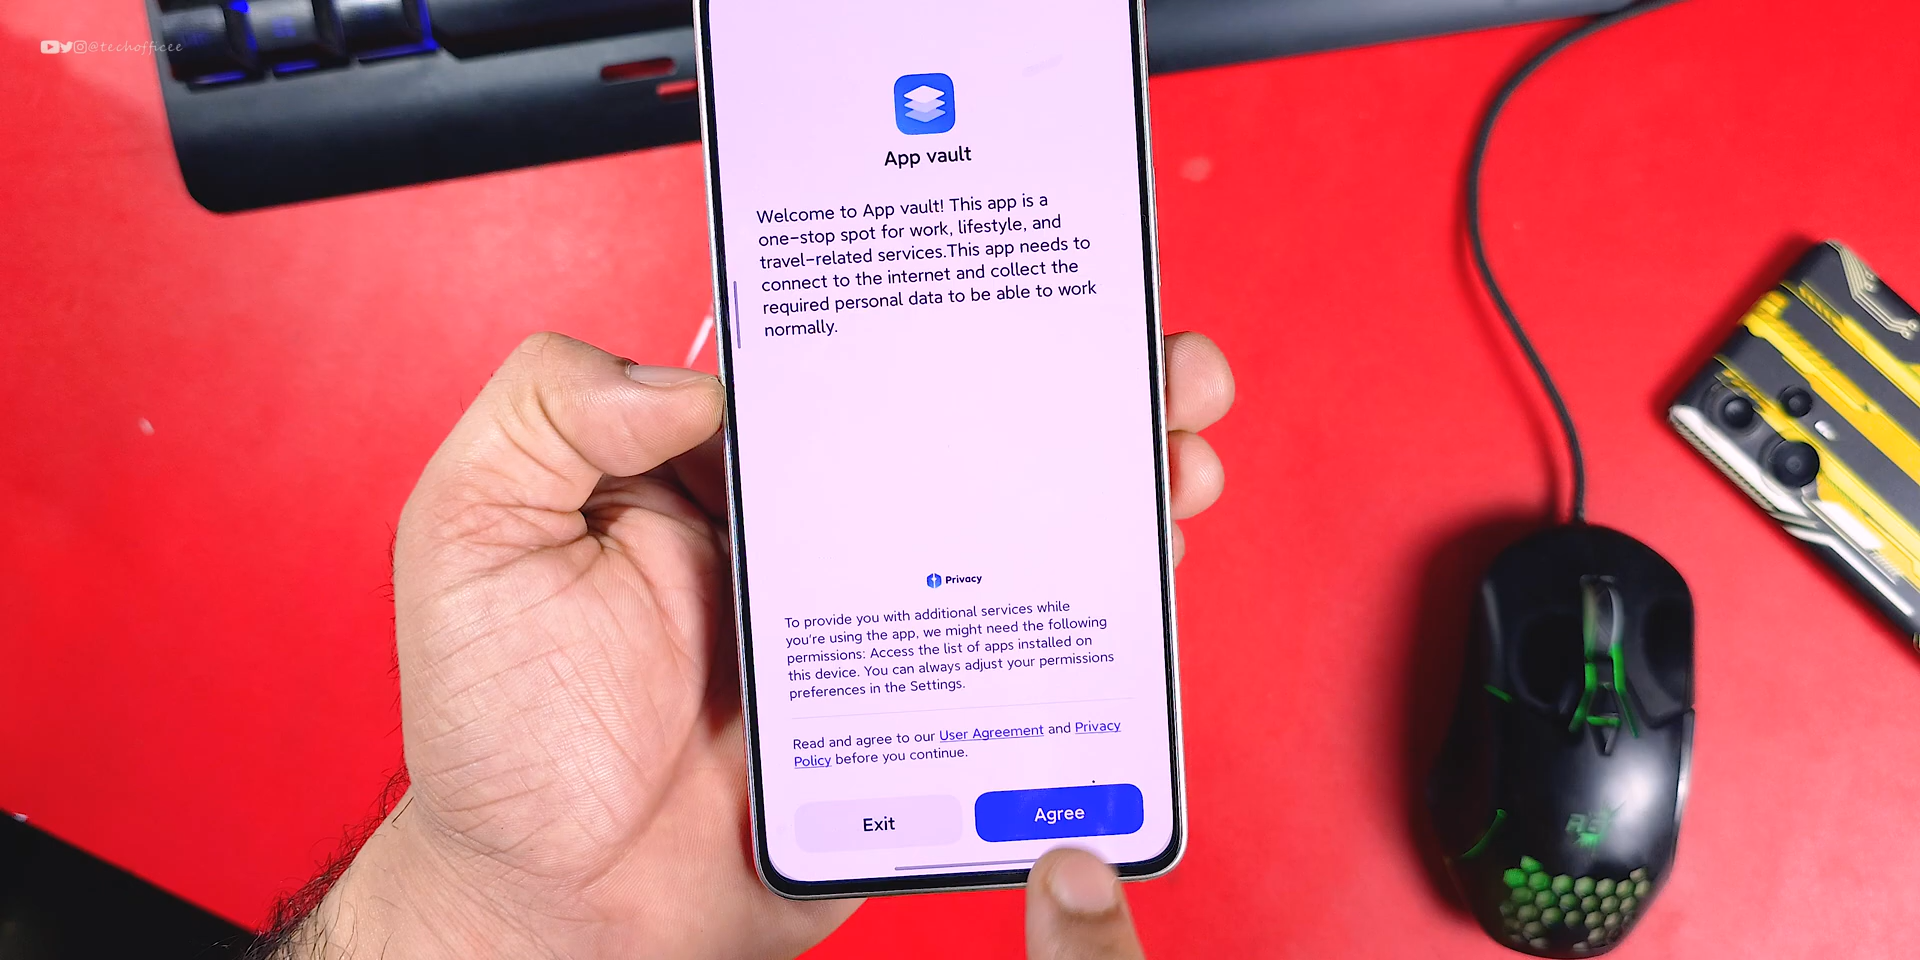 @techofficee
App vault
Welcome to App vault! This app is a
one-stop spot for work, lifestyle, and
travel-related services.This app needs to
connect to the internet and collect the
required personal data to be able to work
normally.
Privacy
To provide you with additional services while
you're using the app, we might need the following
permissions: Access the list of apps installed on
this device. You can always adjust your permissions
preferences in the Settings.
Read and agree to our User Agreement and Privacy
Policy before you continue.
Exit
Agree